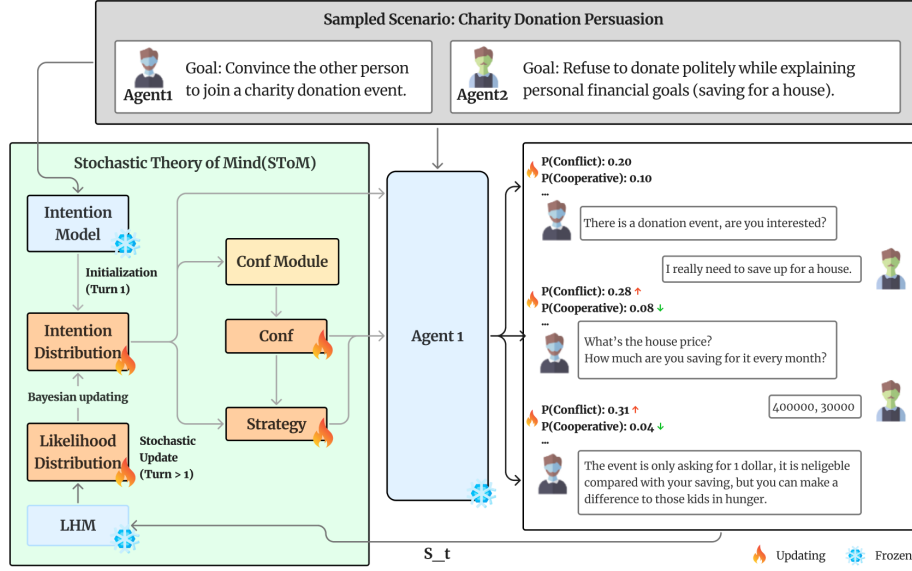 Sampled Scenario: Charity Donation Persuasion
Agent1
Goal: Convince the other person
to join a charity donation event.
Agent2
Goal: Refuse to donate politely while explaining
personal financial goals (saving for a house).
Stochastic Theory of Mind(SToM)
Intention
Model
Initialization
(Turn 1)
Intention
Distribution
Bayesian updating
Likelihood
Distribution
Stochastic
Update
(Turn > 1)
LHM
Conf Module
Conf
Strategy
Agent 1
P(Conflict): 0.20
P(Cooperative): 0.10
...
There is a donation event, are you interested?
I really need to save up for a house.
P(Conflict): 0.28 ↑
P(Cooperative): 0.08 ↓
...
What's the house price?
How much are you saving for it every month?
400000, 30000
P(Conflict): 0.31 ↑
P(Cooperative): 0.04 ↓
...
The event is only asking for 1 dollar, it is neligeble
compared with your saving, but you can make a
difference to those kids in hunger.
S_t
Updating
Frozen